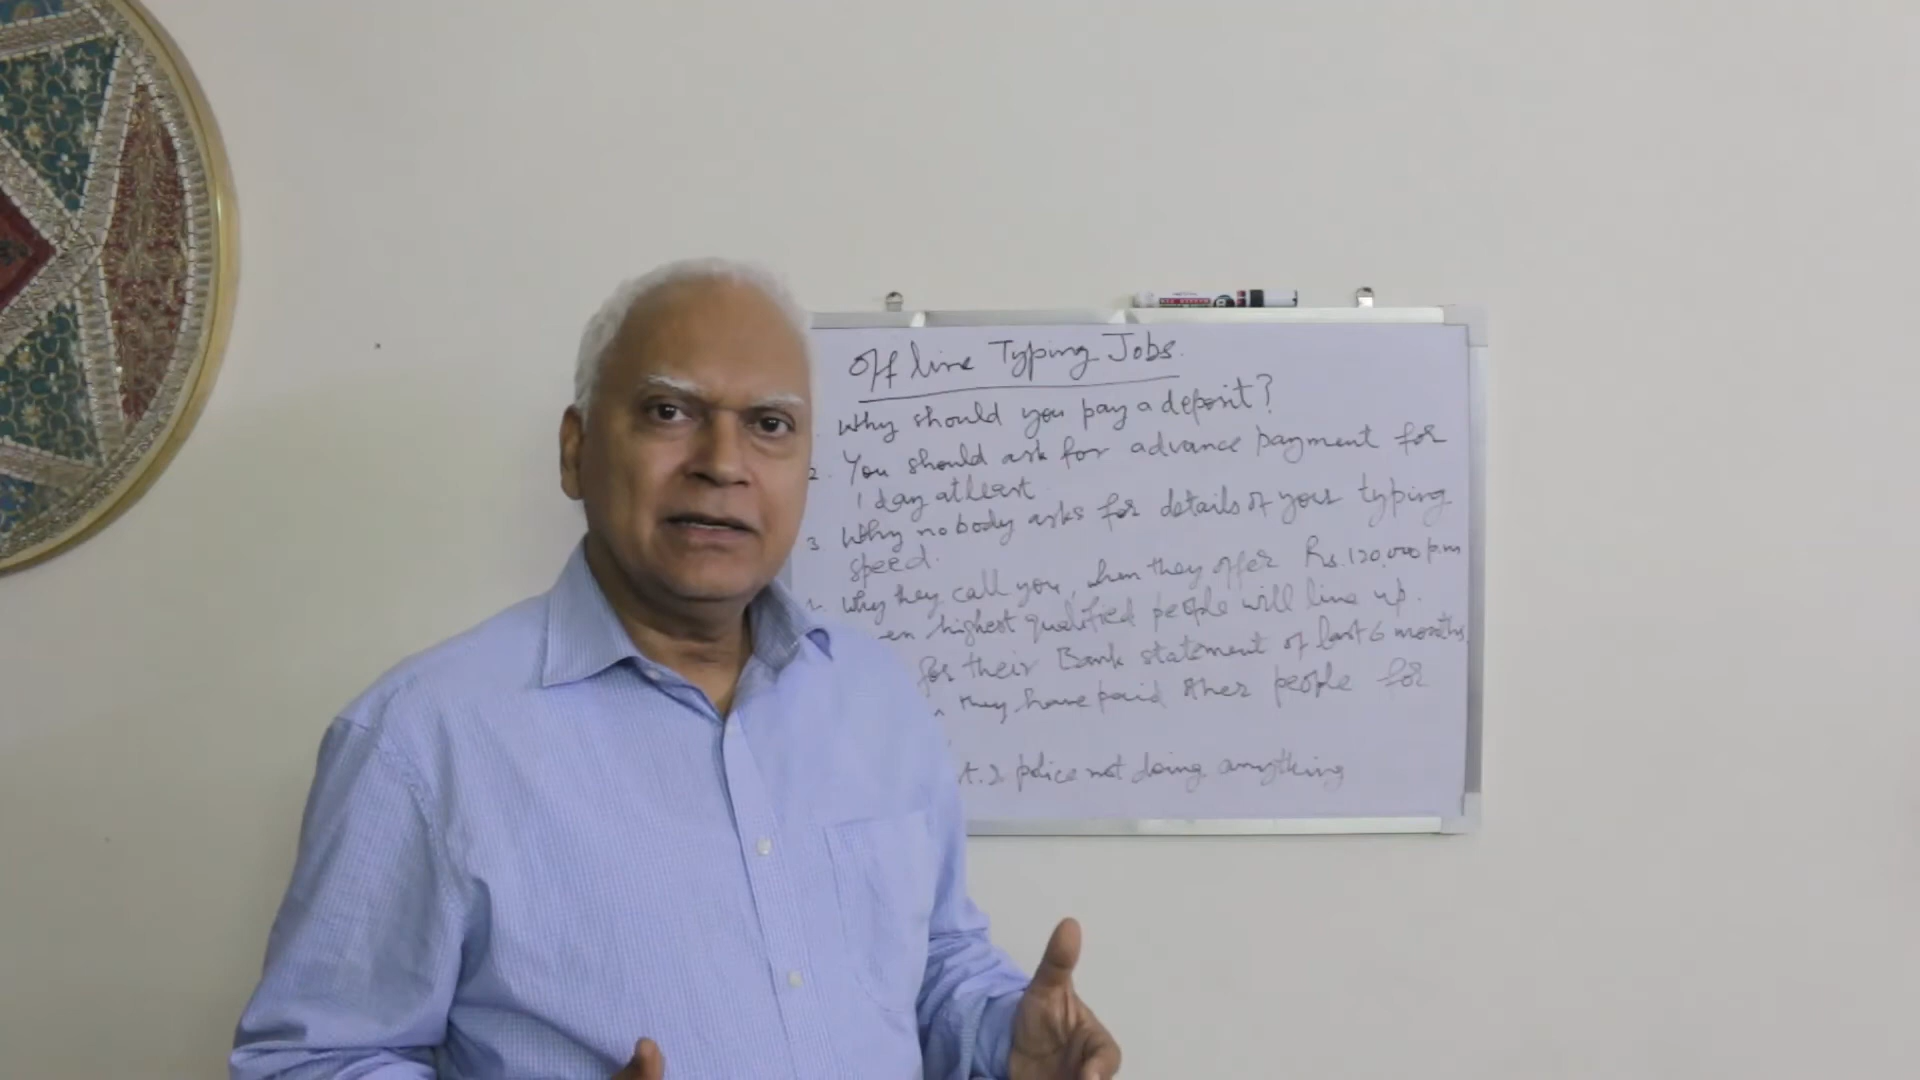 Off line Typing Jobs.
. Why should you pay a deposit?
2. You should ask for advance payment for
1 day atleast
3 Why nobody asks for details of your typing
speed.
Why they call you, when they offer Rs. 120,000 p.m
en highest qualified people will line up.
for their Bank statement of last 6 months
they have paid other people for
t. 2 police not doing anything